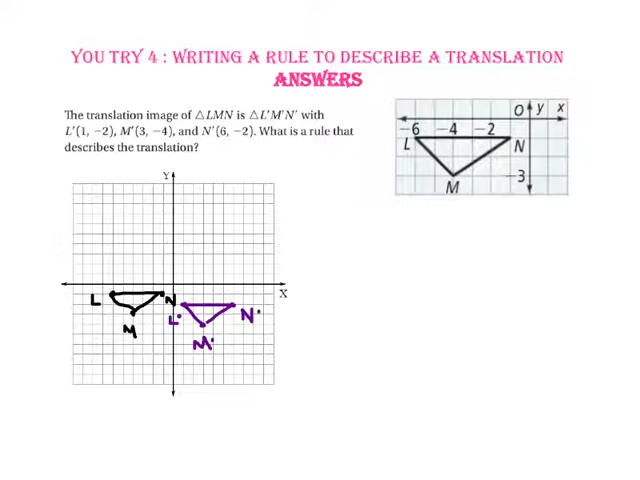 YOU TRY 4 : WRITING A RULE TO DESCRIBE A TRANSLATION
ANSWERS
The translation image of △LMN is △L′M′N′ with
L′(1, −2), M′(3, −4), and N′(6, −2). What is a rule that
describes the translation?
O y x
−6 −4 −2
L N
−3
M
Y
X
L N
M
L' N'
M'